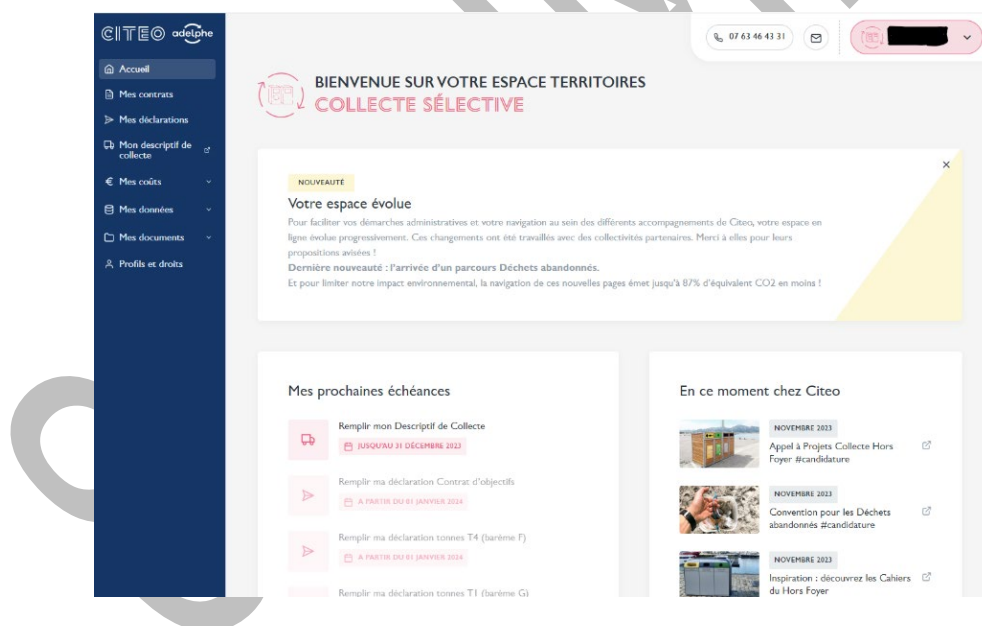 CITEO adelphe
07 63 46 43 31
Accueil
Mes contrats
Mes déclarations
Mon descriptif de
collecte
€ Mes coûts
Mes données
Mes documents
Profils et droits
BIENVENUE SUR VOTRE ESPACE TERRITOIRES
COLLECTE SÉLECTIVE
NOUVEAUTÉ
Votre espace évolue
Pour faciliter vos démarches administratives et votre navigation au sein des différents accompagnements de Citeo, votre espace en
ligne évolue progressivement. Ces changements ont été travaillés avec des collectivités partenaires. Merci à elles pour leurs
propositions avisées !
Dernière nouveauté : l'arrivée d'un parcours Déchets abandonnés.
Et pour limiter notre impact environnemental, la navigation de ces nouvelles pages émet jusqu'à 87% d'équivalent CO2 en moins !
Mes prochaines échéances
Remplir mon Descriptif de Collecte
JUSQU'AU 31 DÉCEMBRE 2023
Remplir ma déclaration Contrat d'objectifs
A PARTIR DU 01 JANVIER 2024
Remplir ma déclaration tonnes T4 (barème F)
A PARTIR DU 01 JANVIER 2024
Remplir ma déclaration tonnes T1 (barème G)
En ce moment chez Citeo
NOVEMBRE 2023
Appel à Projets Collecte Hors
Foyer #candidature
NOVEMBRE 2023
Convention pour les Déchets
abandonnés #candidature
NOVEMBRE 2023
Inspiration : découvrez les Cahiers
du Hors Foyer